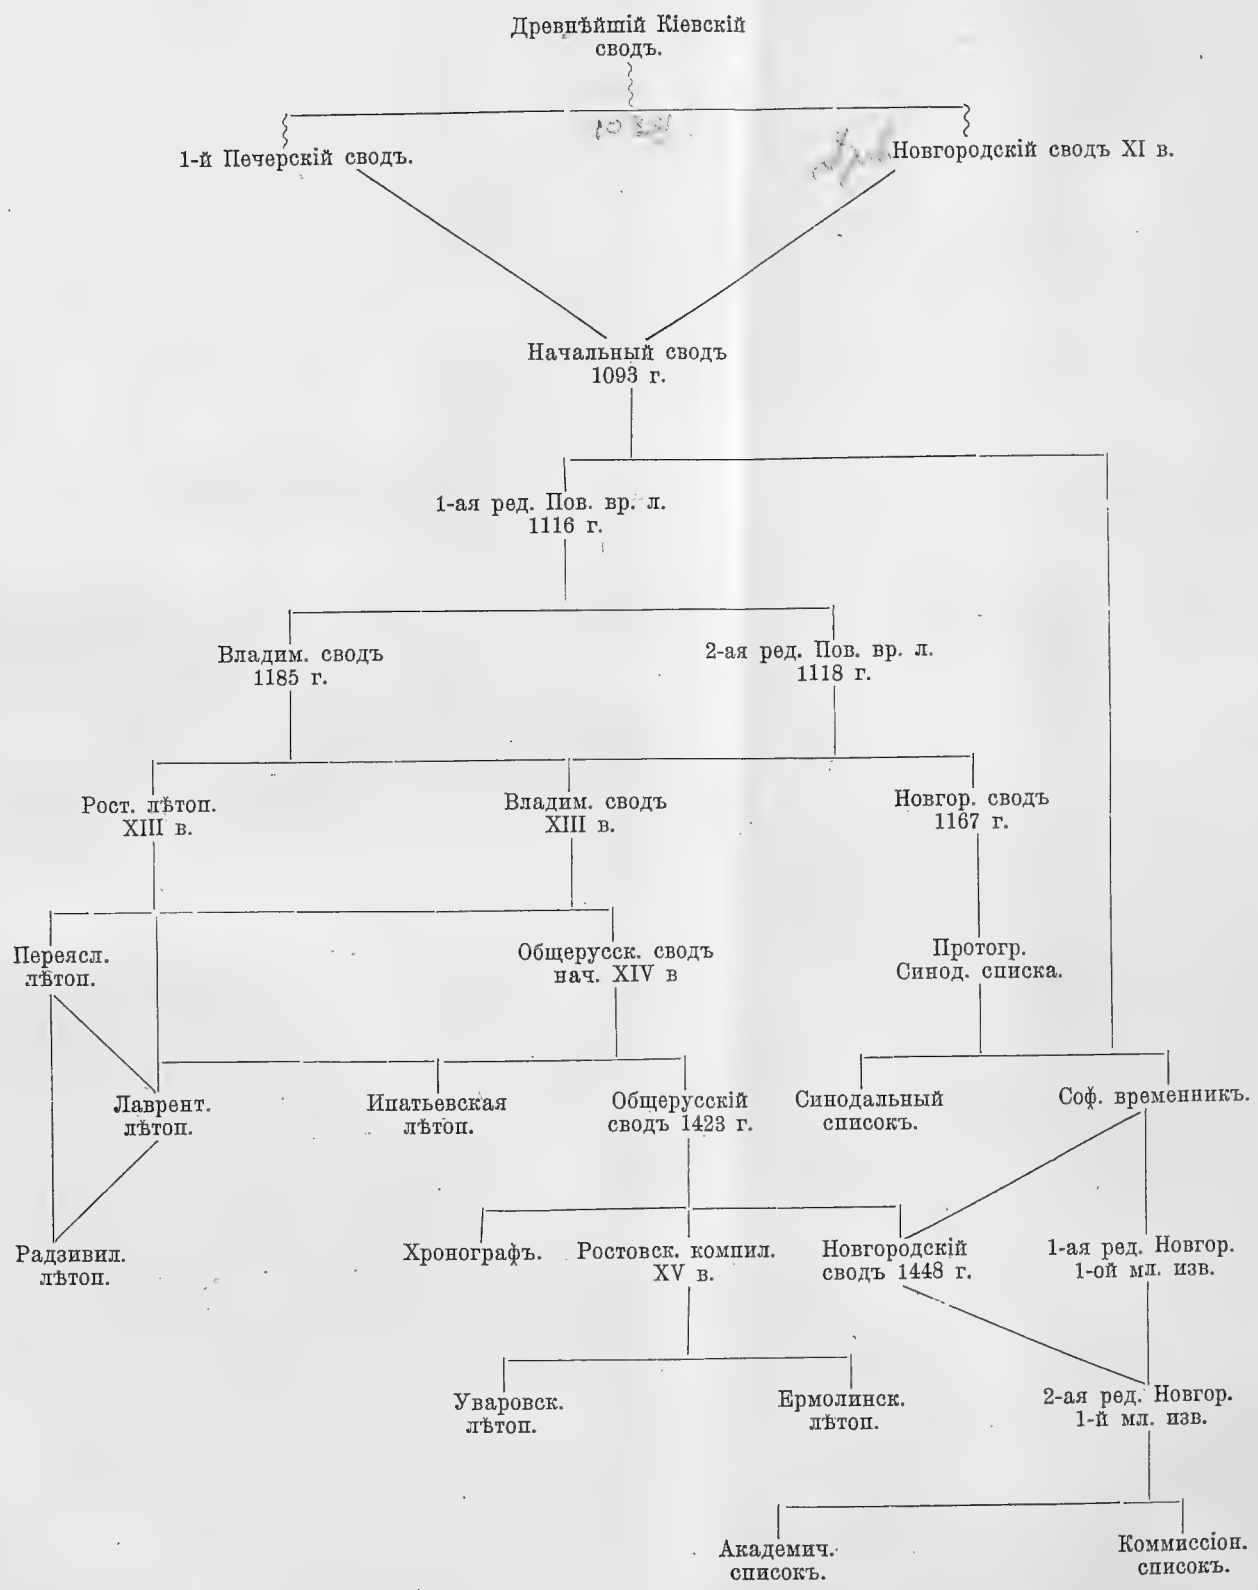 Древнѣйшій Кіевскій
сводъ.
1-й Печерскій сводъ.
Новгородскій сводъ XI в.
Начальный сводъ
1093 г.
1-ая ред. Пов. вр. л.
1116 г.
Владим. сводъ
1185 г.
2-ая ред. Пов. вр. л.
1118 г.
Рост. лѣтоп.
XIII в.
Владим. сводъ
XIII в.
Новгор. сводъ
1167 г.
Переясл.
лѣтоп.
Общерусск. сводъ
нач. XIV в
Протогр.
Синод. списка.
Лаврент.
лѣтоп.
Ипатьевская
лѣтоп.
Общерусскій
сводъ 1423 г.
Синодальный
списокъ.
Соф. временникъ.
Радзивил.
лѣтоп.
Хронографъ.
Ростовск. компил.
XV в.
Новгородскій
сводъ 1448 г.
1-ая ред. Новгор.
1-ой мл. изв.
Уваровск.
лѣтоп.
Ермолинск.
лѣтоп.
2-ая ред. Новгор.
1-й мл. изв.
Академич.
списокъ.
Коммиссіон.
списокъ.